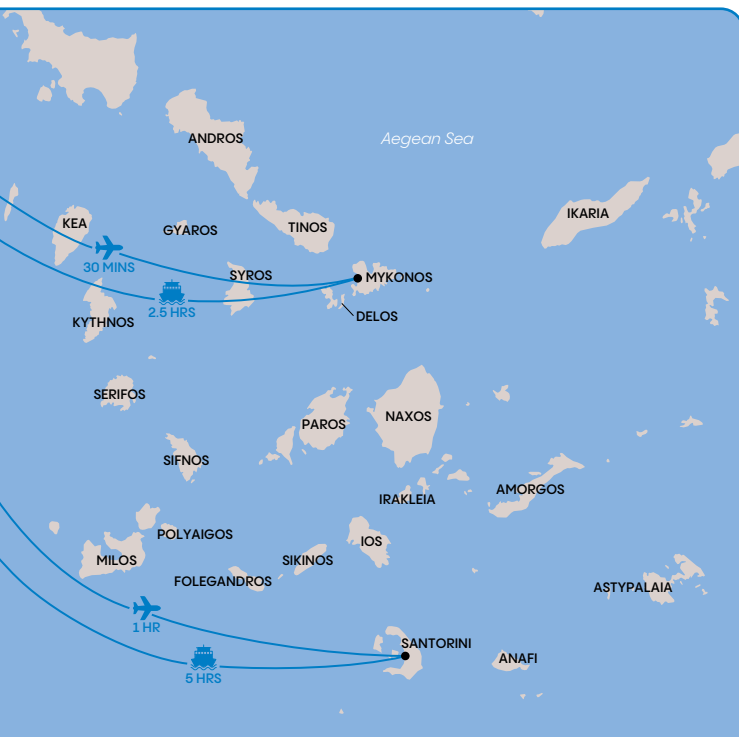 ANDROS
Aegean Sea
KEA
GYAROS
TINOS
IKARIA
30 MINS
SYROS
MYKONOS
2.5 HRS
KYTHNOS
DELOS
SERIFOS
PAROS
NAXOS
SIFNOS
IRAKLEIA
AMORGOS
POLYAIGOS
IOS
MILOS
SIKINOS
FOLEGANDROS
ASTYPALAIA
1 HR
SANTORINI
ANAFI
5 HRS